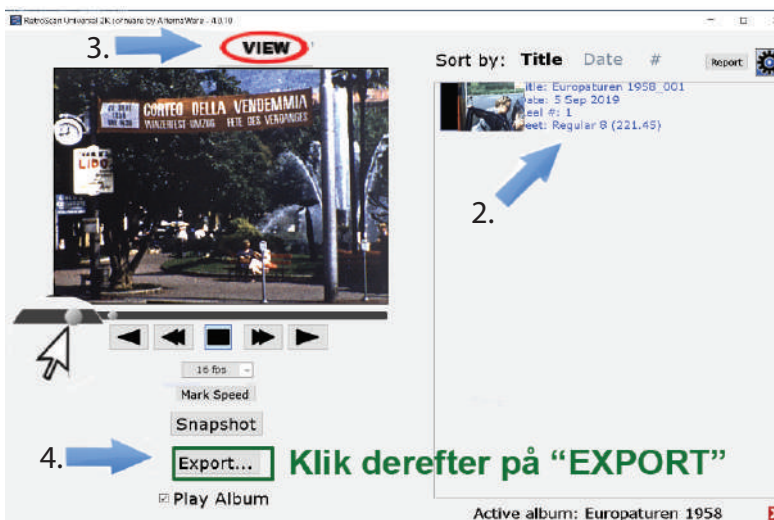 RetroScan Universal 2K software by AlternaWare - 4.0.10
3.
VIEW
Sort by: Title Date #
Report
CORTEO DELLA VENDEMMIA
WINZERFEST-UMZUG FETE DES VENDANGES
LIDO
itle: Europaturen 1958_001
ate: 5 Sep 2019
eel #: 1
eet: Regular 8 (221.45)
2.
16 fps
Mark Speed
Snapshot
4.
Export...
Klik derefter på “EXPORT”
Play Album
Active album: Europaturen 1958